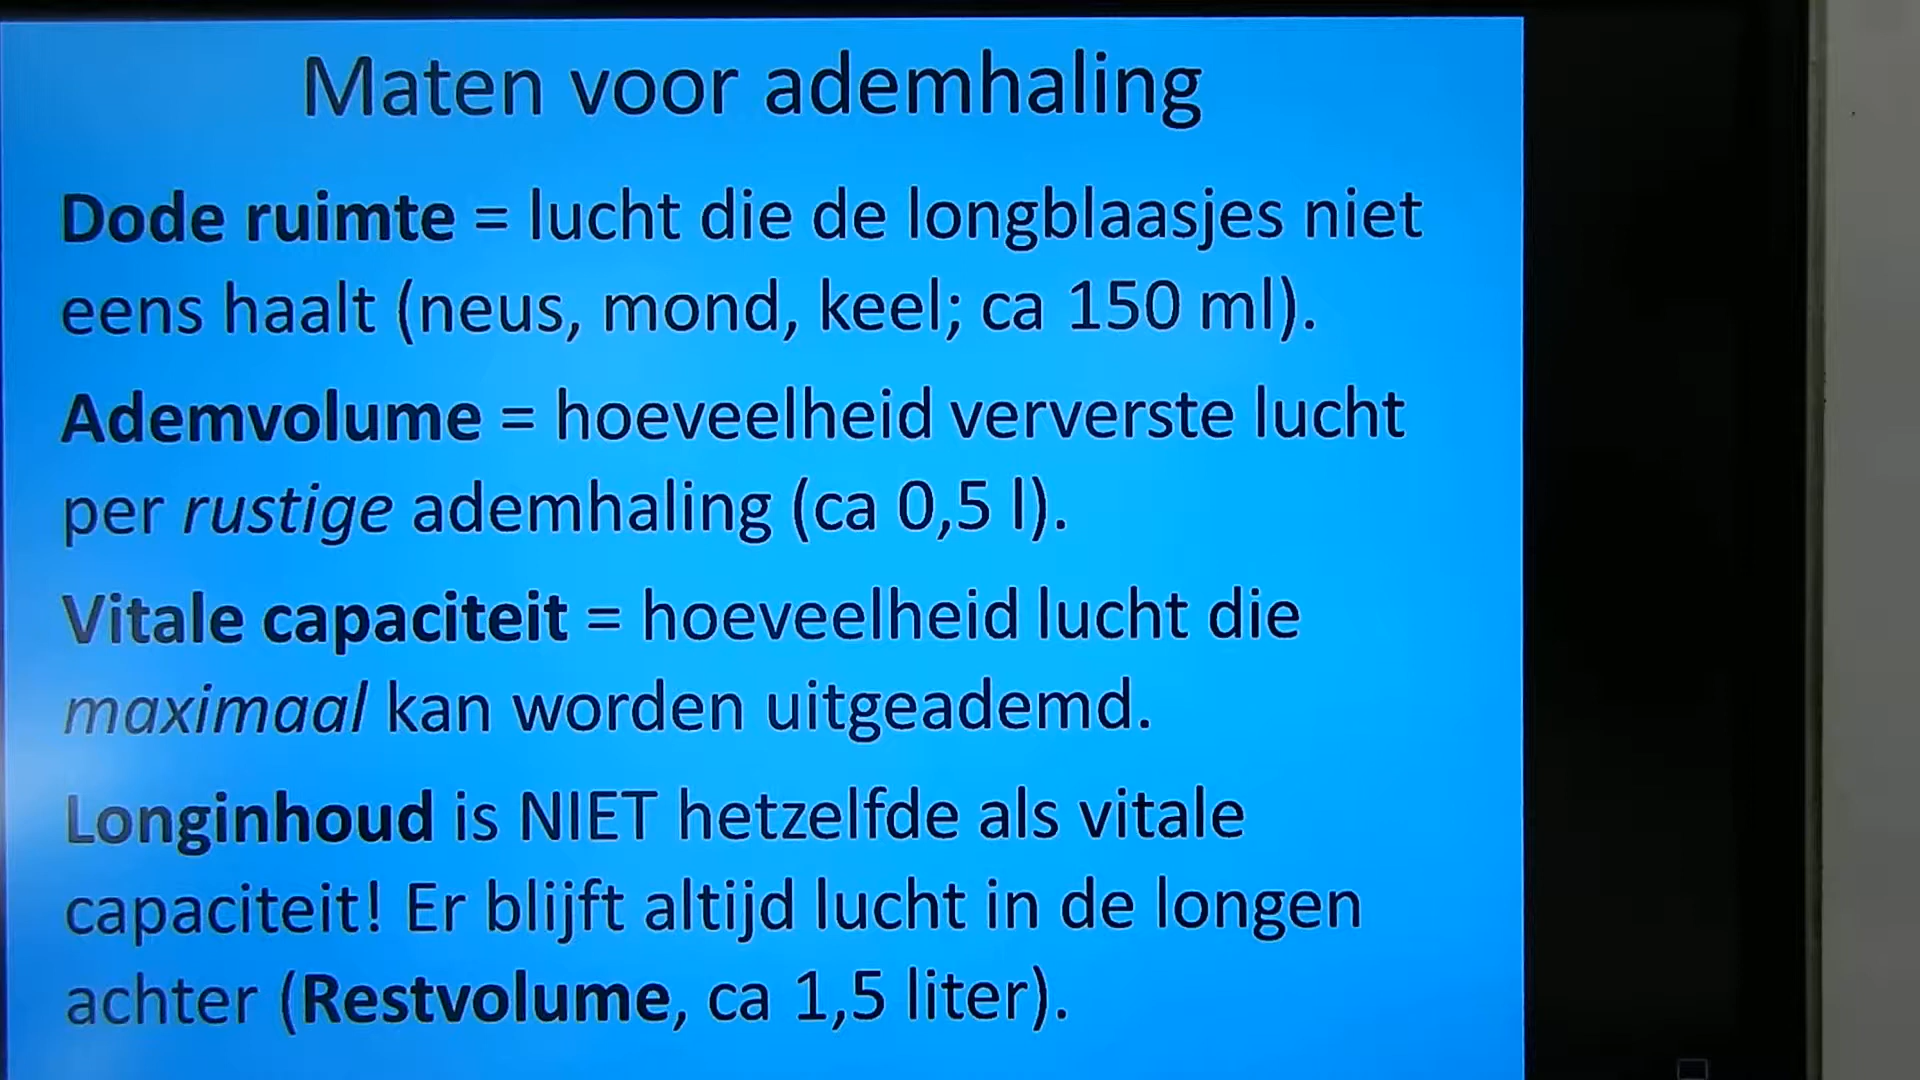 Maten voor ademhaling
Dode ruimte = lucht die de longblaasjes niet
eens haalt (neus, mond, keel; ca 150 ml).
Ademvolume = hoeveelheid ververste lucht
per rustige ademhaling (ca 0,5 l).
Vitale capaciteit = hoeveelheid lucht die
maximaal kan worden uitgeademd.
Longinhoud is NIET hetzelfde als vitale
capaciteit! Er blijft altijd lucht in de longen
achter (Restvolume, ca 1,5 liter).